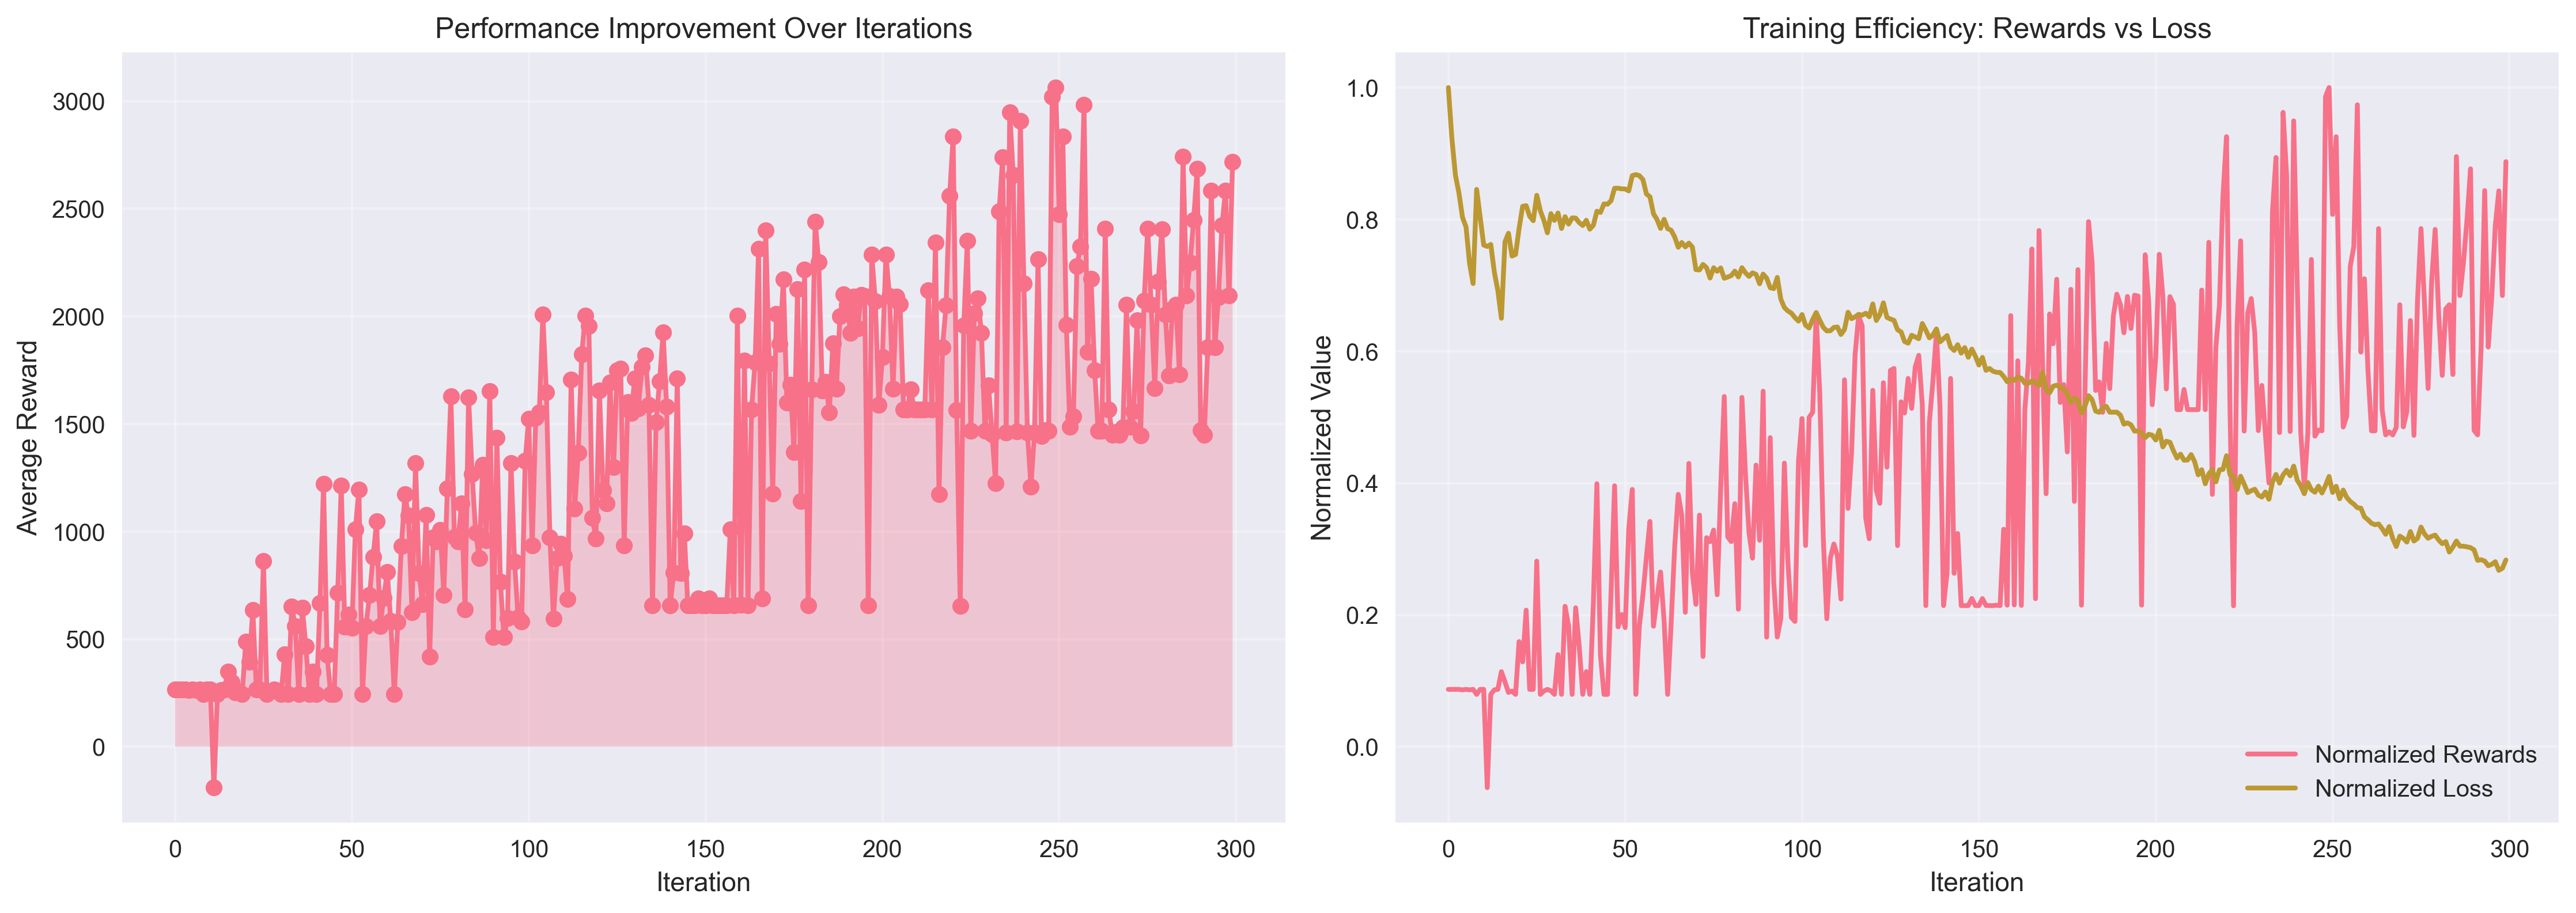 Performance Improvement Over Iterations
Average Reward
3000
2500
2000
1500
1000
500
0
0 50 100 150 200 250 300
Iteration
Training Efficiency: Rewards vs Loss
Normalized Value
1.0
0.8
0.6
0.4
0.2
0.0
Normalized Rewards
Normalized Loss
0 50 100 150 200 250 300
Iteration